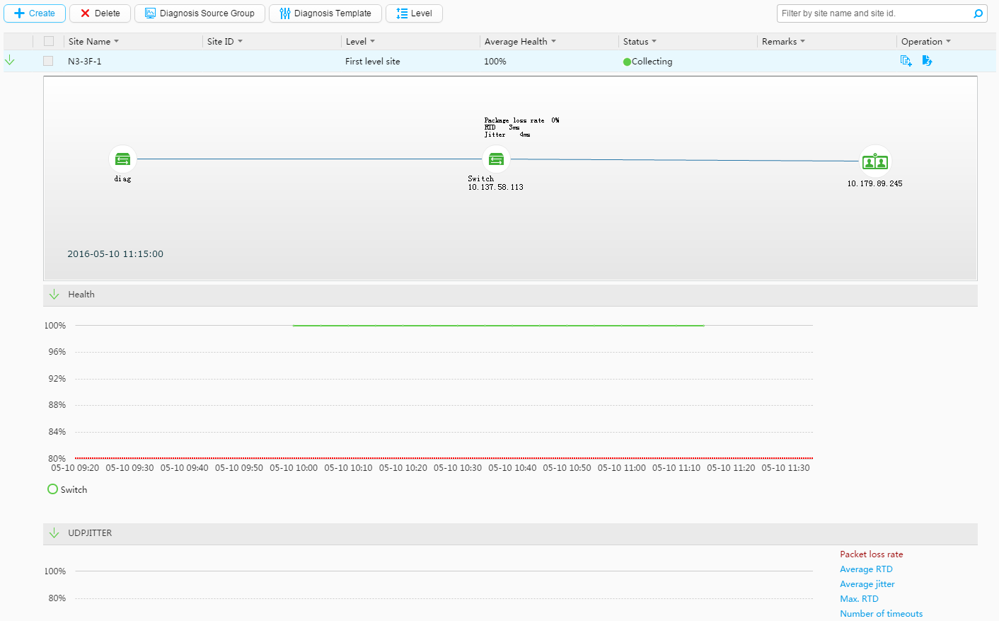 Create Delete Diagnosis Source Group Diagnosis Template Level Filter by site name and site id.
Site Name Site ID Level Average Health Status Remarks Operation
N3-3F-1 First level site 100% Collecting
Package loss rate 0%
RTD 3ms
Jitter 4ms
diag Switch
10.137.58.113
10.179.89.245
2016-05-10 11:15:00
Health
100%
96%
92%
88%
84%
80%
05-10 09:20 05-10 09:30 05-10 09:40 05-10 09:50 05-10 10:00 05-10 10:10 05-10 10:20 05-10 10:30 05-10 10:40 05-10 10:50 05-10 11:00 05-10 11:10 05-10 11:20 05-10 11:30
Switch
UDPJITTER
100%
80%
Packet loss rate
Average RTD
Average jitter
Max. RTD
Number of timeouts